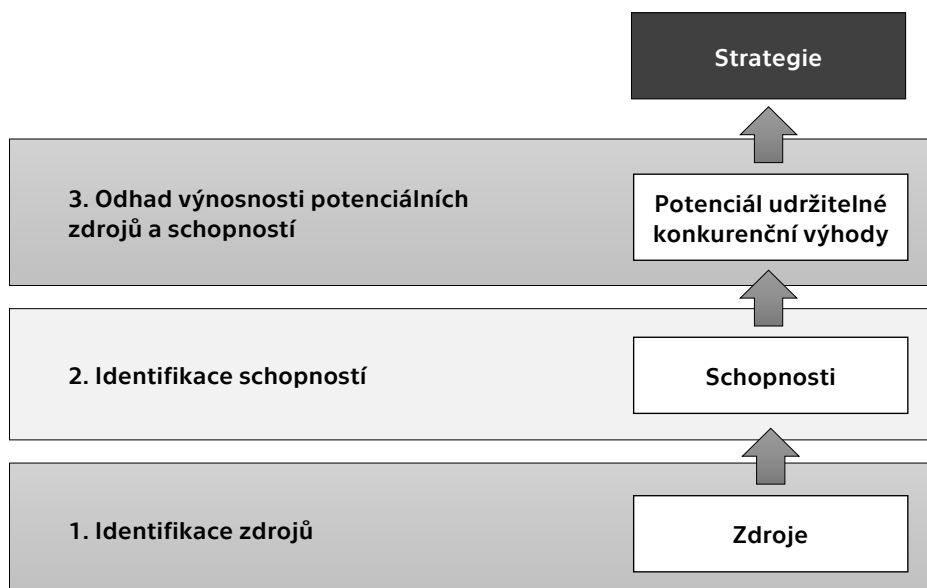 Strategie
3. Odhad výnosnosti potenciálních
zdrojů a schopností
Potenciál udržitelné
konkurenční výhody
2. Identifikace schopností
Schopnosti
1. Identifikace zdrojů
Zdroje